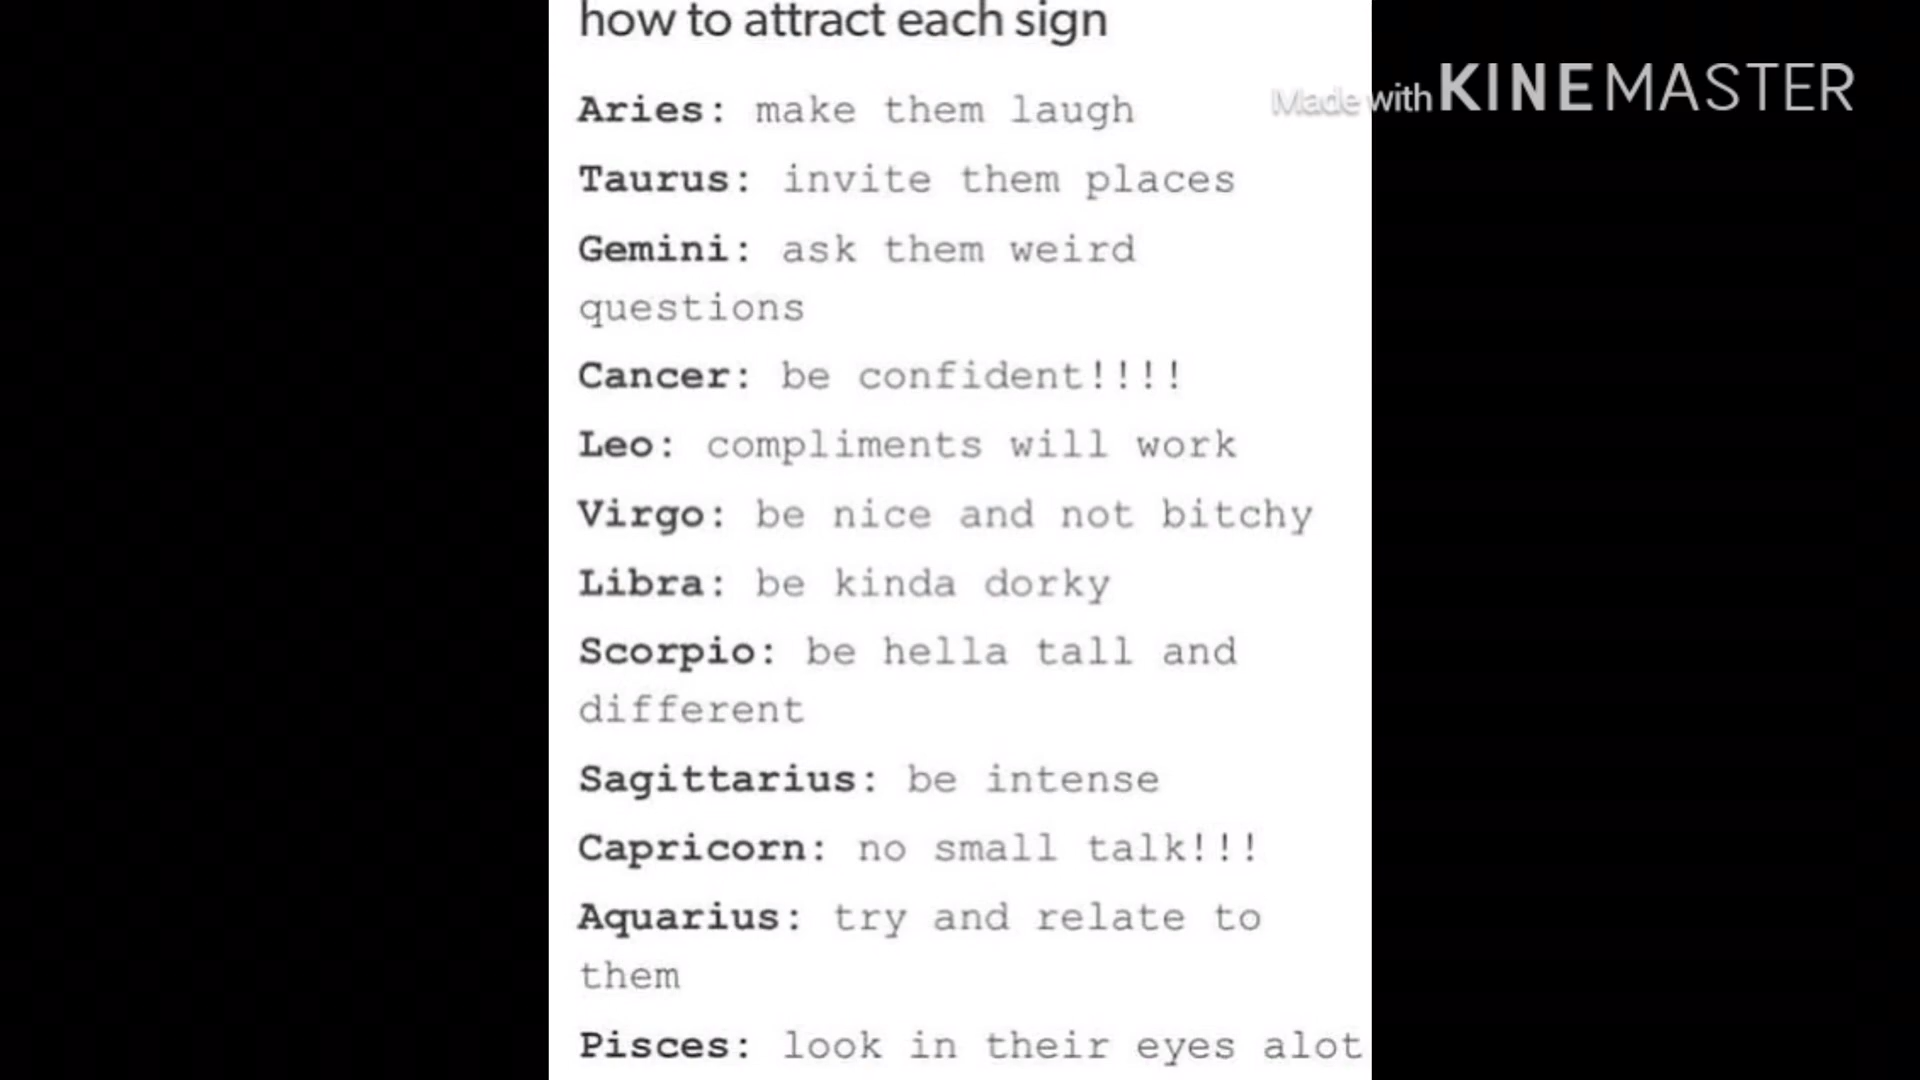 how to attract each sign
Made with KINEMASTER
Aries: make them laugh
Taurus: invite them places
Gemini: ask them weird
questions
Cancer: be confident!!!!
Leo: compliments will work
Virgo: be nice and not bitchy
Libra: be kinda dorky
Scorpio: be hella tall and
different
Sagittarius: be intense
Capricorn: no small talk!!!
Aquarius: try and relate to
them
Pisces: look in their eyes alot